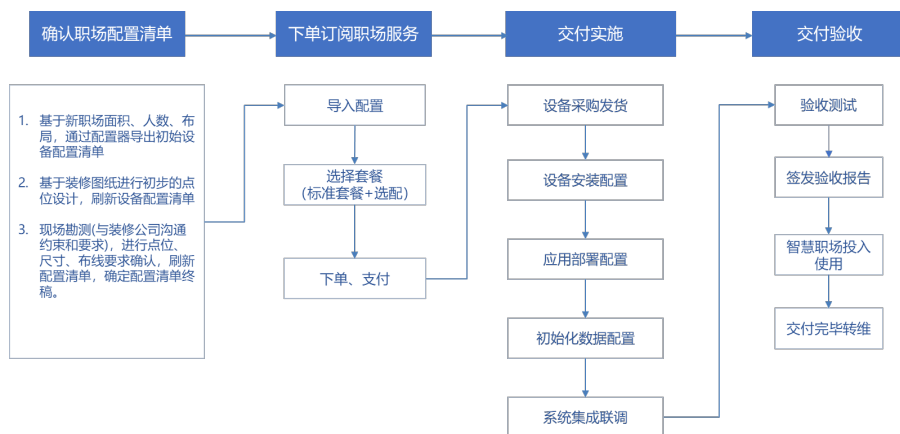 确认职场配置清单
下单订阅职场服务
交付实施
交付验收
1. 基于新职场面积、人数、布
局，通过配置器导出初始设
备配置清单
2. 基于装修图纸进行初步的点
位设计，刷新设备配置清单
3. 现场勘测(与装修公司沟通
约束和要求)，进行点位、
尺寸、布线要求确认，刷新
配置清单，确定配置清单终
稿。
导入配置
选择套餐
（标准套餐+选配）
下单、支付
设备采购发货
设备安装配置
应用部署配置
初始化数据配置
系统集成联调
验收测试
签发验收报告
智慧职场投入
使用
交付完毕转维